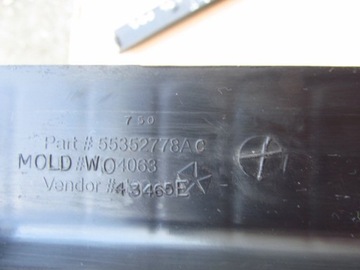 750
Part # 55352778AC
MOLD #WO4063
Vendor #43465E